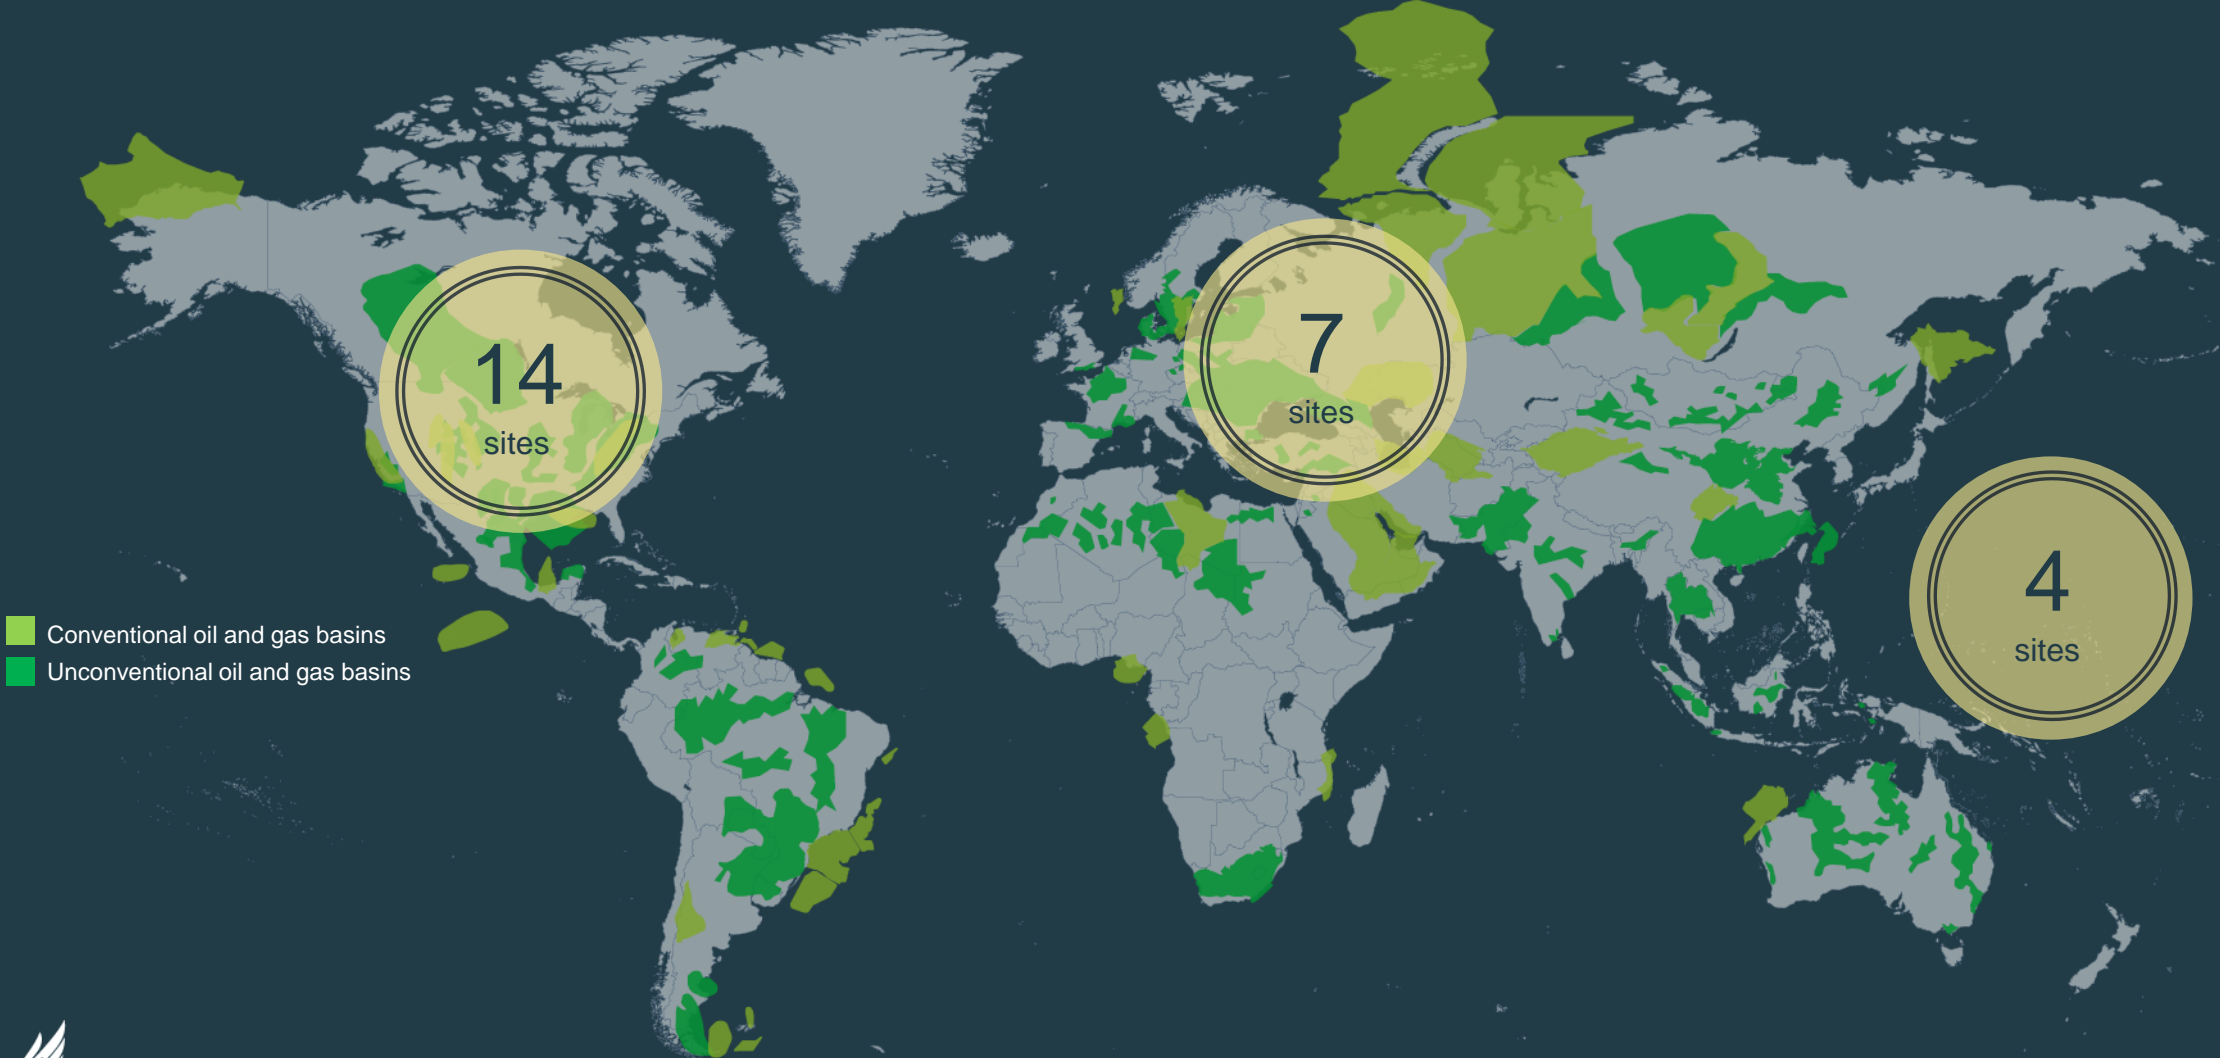 14
sites
7
sites
4
sites
Conventional oil and gas basins
Unconventional oil and gas basins